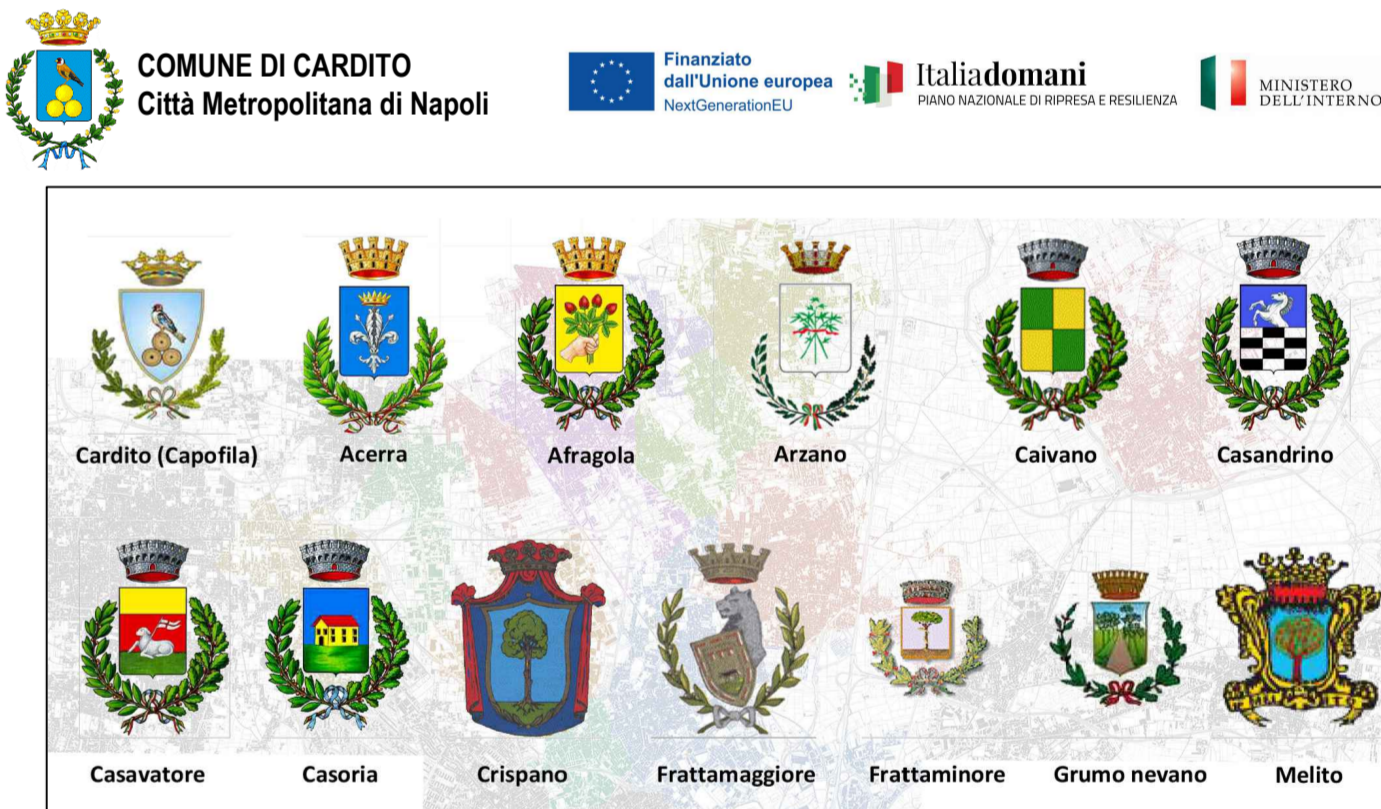 COMUNE DI CARDITO
Città Metropolitana di Napoli
Finanziato
dall'Unione europea
NextGenerationEU
Italiadomani
PIANO NAZIONALE DI RIPRESA E RESILIENZA
MINISTERO
DELL'INTERNO
Cardito (Capofila)
Acerra
Afragola
Arzano
Caivano
Casandrino
Casavatore
Casoria
Crispano
Frattamaggiore
Frattaminore
Grumo nevano
Melito